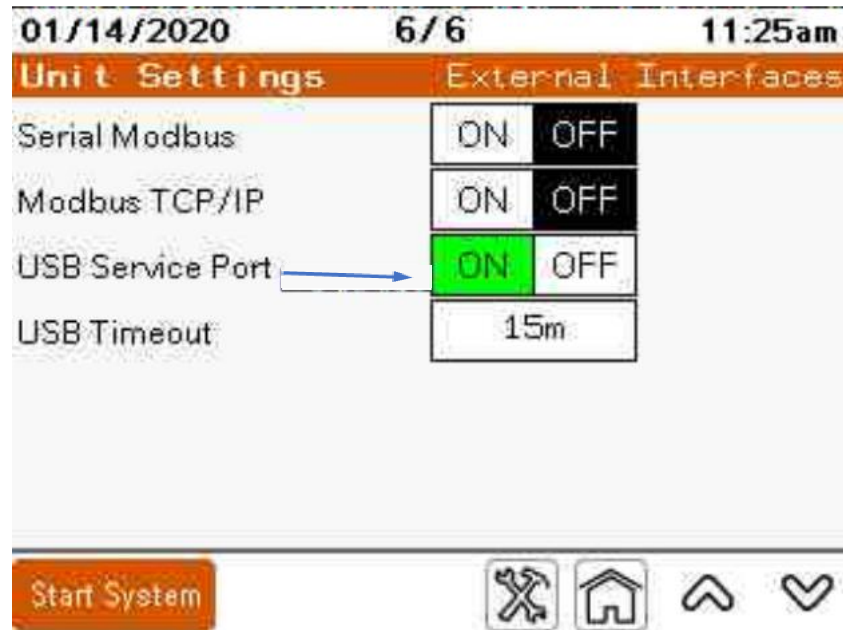 01/14/2020 6/6 11:25am
Unit Settings External Interfaces
Serial Modbus ON OFF
Modbus TCP/IP ON OFF
USB Service Port ON OFF
USB Timeout 15m
Start System